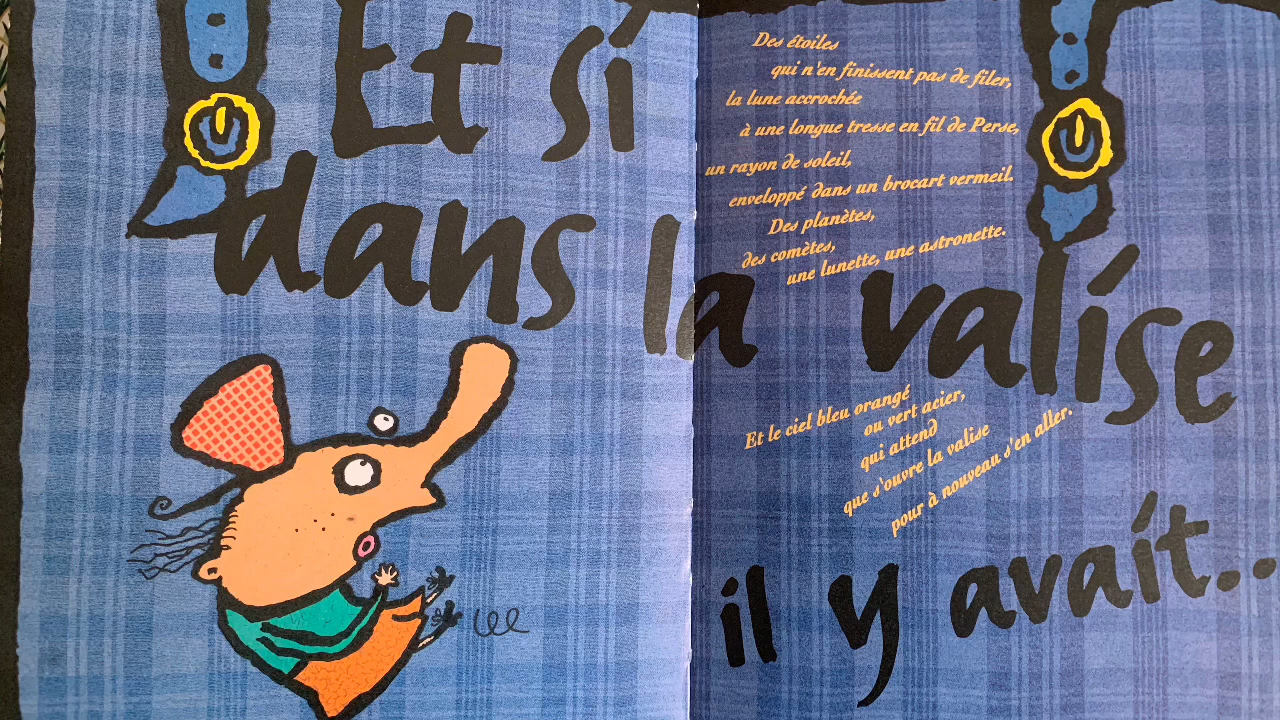 Et si
dans la valise
il y avait..
Des étoiles
qui n'en finissent pas de filer,
la lune accrochée
à une longue tresse en fil de Perse,
un rayon de soleil,
enveloppé dans un brocart vermeil.
Des planètes,
des comètes,
une lunette, une astronette.
Et le ciel bleu orangé
ou vert acier,
qui attend
que s'ouvre la valise
pour à nouveau s'en aller.